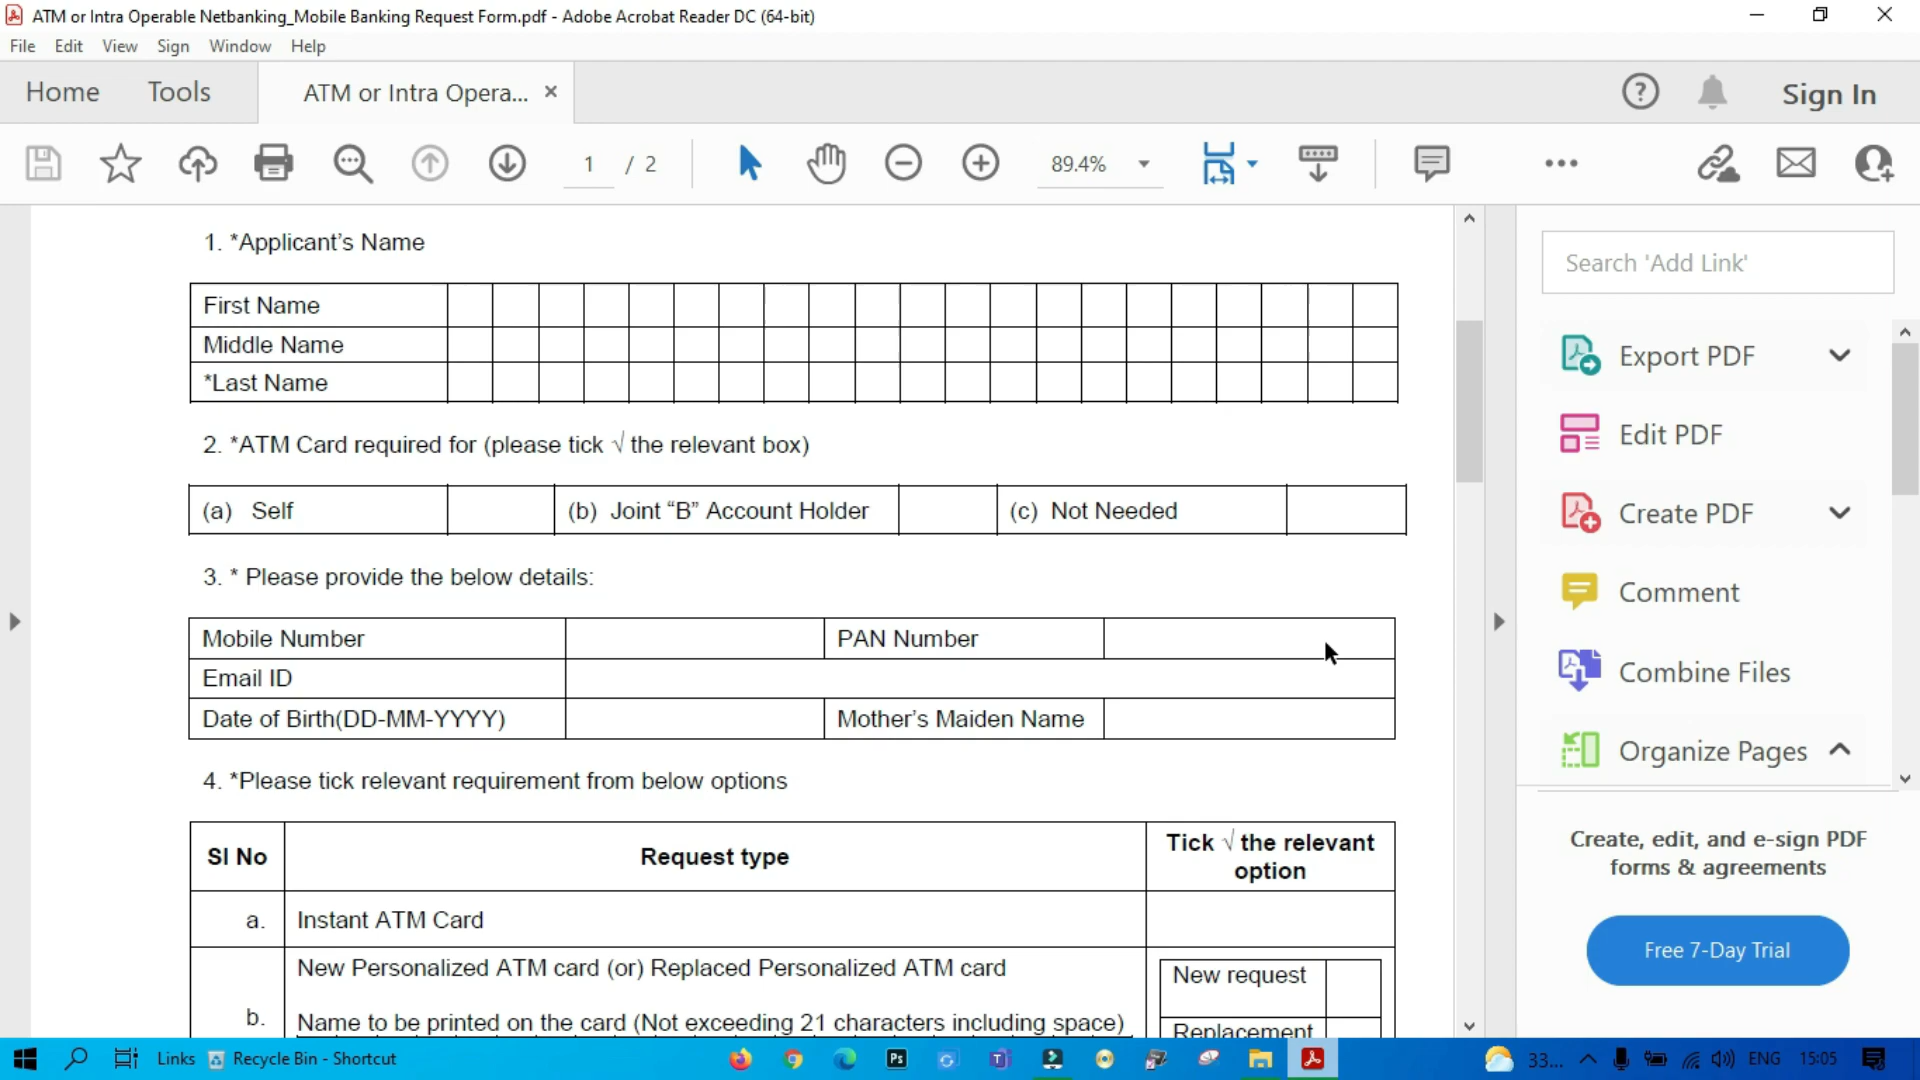 ATM or Intra Operable Netbanking_Mobile Banking Request Form.pdf - Adobe Acrobat Reader DC (64-bit)
File Edit View Sign Window Help
Home Tools ATM or Intra Opera... × Sign In
1 / 2 89.4%
1. *Applicant's Name
First Name
Middle Name
*Last Name
2. *ATM Card required for (please tick √ the relevant box)
(a) Self (b) Joint “B” Account Holder (c) Not Needed
3. * Please provide the below details:
Mobile Number PAN Number
Email ID
Date of Birth(DD-MM-YYYY) Mother's Maiden Name
4. *Please tick relevant requirement from below options
SI No Request type Tick √ the relevant option
a. Instant ATM Card
b. New Personalized ATM card (or) Replaced Personalized ATM card
Name to be printed on the card (Not exceeding 21 characters including space)
New request
Replacement
Search 'Add Link'
Export PDF
Edit PDF
Create PDF
Comment
Combine Files
Organize Pages
Create, edit, and e-sign PDF
forms & agreements
Free 7-Day Trial
Links Recycle Bin - Shortcut Ps 33... ENG 15:05